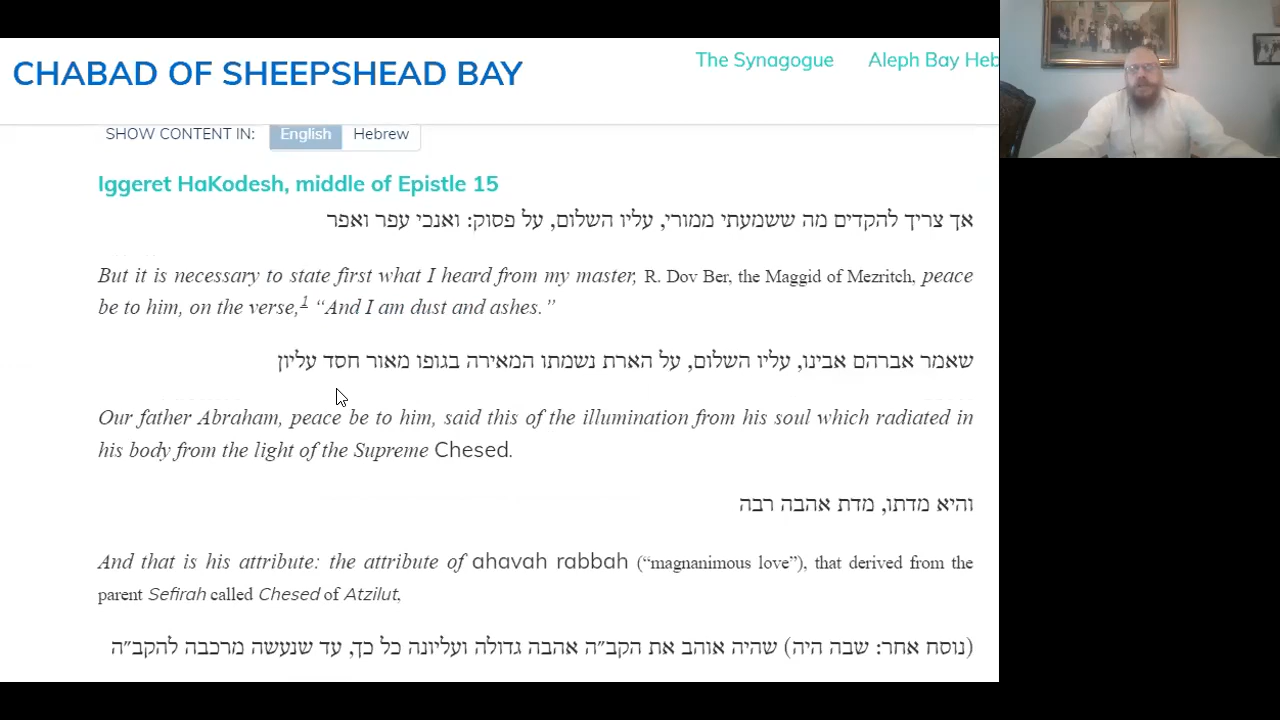 CHABAD OF SHEEPSHEAD BAY
The Synagogue Aleph Bay Heb
SHOW CONTENT IN: English Hebrew
Iggeret HaKodesh, middle of Epistle 15
אך צריך להקדים מה ששמעתי ממורי, עליו השלום, על פסוק: ואנכי עפר ואפר
But it is necessary to state first what I heard from my master, R. Dov Ber, the Maggid of Mezritch, peace
be to him, on the verse,1 “And I am dust and ashes.”
שאמר אברהם אבינו, עליו השלום, על הארת נשמתו המאירה בגופו מאור חסד עליון
Our father Abraham, peace be to him, said this of the illumination from his soul which radiated in
his body from the light of the Supreme Chesed.
והיא מדתו, מדת אהבה רבה
And that is his attribute: the attribute of ahavah rabbah (“magnanimous love”), that derived from the
parent Sefirah called Chesed of Atzilut,
(נוסח אחר: שבה היה) שהיה אוהב את הקב״ה אהבה גדולה ועליונה כל כך, עד שנעשה מרכבה להקב״ה